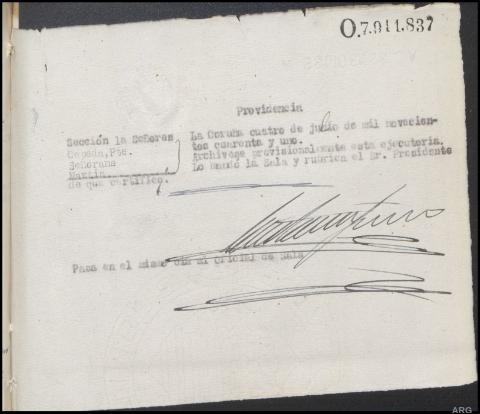 O.7.911.837
Providencia
Sección 1a Señores
Cepeda, Pte.
Señorans
Martín
de que certifico.
La Coruña cuatro de julio de mil novecien-
tos cuarenta y uno.
Archívese provisionalmente esta ejecutoria.
Lo mandó la Sala y rubrica el Sr. Presidente
Pasa en el mismo día al oficial de Sala
ARG